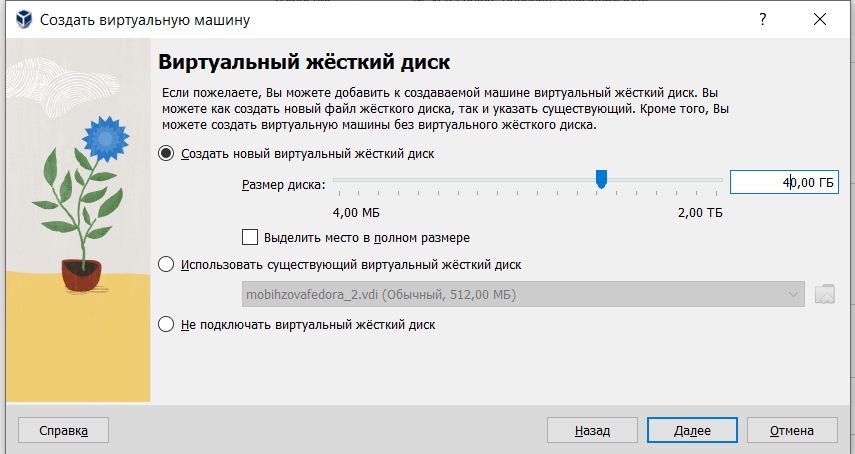 Создать виртуальную машину
?
Виртуальный жёсткий диск
Если пожелаете, Вы можете добавить к создаваемой машине виртуальный жёсткий диск. Вы
можете как создать новый файл жёсткого диска, так и указать существующий. Кроме того, Вы
можете создать виртуальную машины без виртуального жёсткого диска.
Создать новый виртуальный жёсткий диск
Размер диска:
40,00 ГБ
4,00 МБ
2,00 ТБ
Выделить место в полном размере
Использовать существующий виртуальный жёсткий диск
mobihzovafedora_2.vdi (Обычный, 512,00 МБ)
Не подключать виртуальный жёсткий диск
Справка
Назад
Далее
Отмена